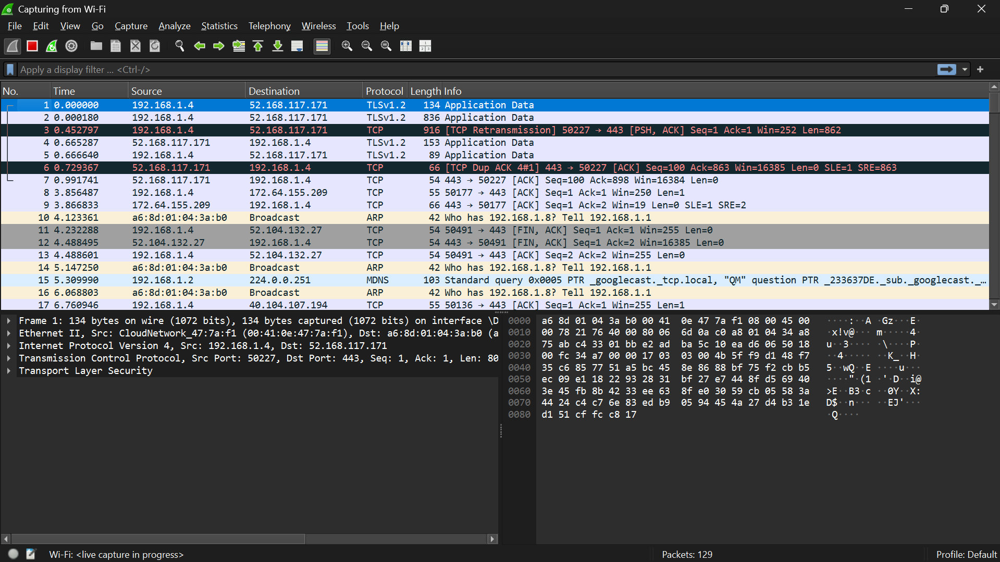 Capturing from Wi-Fi
File Edit View Go Capture Analyze Statistics Telephony Wireless Tools Help
Apply a display filter ... <Ctrl-/>
No. Time Source Destination Protocol Length Info
1 0.000000 192.168.1.4 52.168.117.171 TLSv1.2 134 Application Data
2 0.000180 192.168.1.4 52.168.117.171 TLSv1.2 836 Application Data
3 0.452797 192.168.1.4 52.168.117.171 TCP 916 [TCP Retransmission] 50227 → 443 [PSH, ACK] Seq=1 Ack=1 Win=252 Len=862
4 0.665287 52.168.117.171 192.168.1.4 TLSv1.2 153 Application Data
5 0.666640 192.168.1.4 52.168.117.171 TLSv1.2 89 Application Data
6 0.729367 52.168.117.171 192.168.1.4 TCP 66 [TCP Dup ACK 4#1] 443 → 50227 [ACK] Seq=100 Ack=863 Win=16385 Len=0 SLE=1 SRE=863
7 0.991741 52.168.117.171 192.168.1.4 TCP 54 443 → 50227 [ACK] Seq=100 Ack=898 Win=16384 Len=0
8 3.856487 192.168.1.4 172.64.155.209 TCP 55 50177 → 443 [ACK] Seq=1 Ack=1 Win=250 Len=1
9 3.866833 172.64.155.209 192.168.1.4 TCP 66 443 → 50177 [ACK] Seq=1 Ack=2 Win=19 Len=0 SLE=1 SRE=2
10 4.123361 a6:8d:01:04:3a:b0 Broadcast ARP 42 Who has 192.168.1.8? Tell 192.168.1.1
11 4.232288 192.168.1.4 52.104.132.27 TCP 54 50491 → 443 [FIN, ACK] Seq=1 Ack=1 Win=255 Len=0
12 4.488495 52.104.132.27 192.168.1.4 TCP 54 443 → 50491 [FIN, ACK] Seq=1 Ack=2 Win=16385 Len=0
13 4.488601 192.168.1.4 52.104.132.27 TCP 54 50491 → 443 [ACK] Seq=2 Ack=2 Win=255 Len=0
14 5.147250 a6:8d:01:04:3a:b0 Broadcast ARP 42 Who has 192.168.1.8? Tell 192.168.1.1
15 5.309990 192.168.1.2 224.0.0.251 MDNS 103 Standard query 0x0005 PTR _googlecast._tcp.local, "QM" question PTR _233637DE._sub._googlecast._…
16 6.068803 a6:8d:01:04:3a:b0 Broadcast ARP 42 Who has 192.168.1.8? Tell 192.168.1.1
17 6.760946 192.168.1.4 40.104.107.194 TCP 55 50136 → 443 [ACK] Seq=1 Ack=1 Win=255 Len=1
Frame 1: 134 bytes on wire (1072 bits), 134 bytes captured (1072 bits) on interface \D
Ethernet II, Src: CloudNetwork_47:7a:f1 (00:41:0e:47:7a:f1), Dst: a6:8d:01:04:3a:b0 (a
Internet Protocol Version 4, Src: 192.168.1.4, Dst: 52.168.117.171
Transmission Control Protocol, Src Port: 50227, Dst Port: 443, Seq: 1, Ack: 1, Len: 80
Transport Layer Security
0000 a6 8d 01 04 3a b0 00 41 0e 47 7a f1 08 00 45 00 ····:··A ·Gz···E·
0010 00 78 21 76 40 00 80 06 6d 0a c0 a8 01 04 34 a8 ·x!v@··· m·····4·
0020 75 ab c4 33 01 bb e2 ad ba 5c 10 ea d6 06 50 18 u··3···· ·\····P·
0030 00 fc 34 a7 00 00 17 03 03 00 4b 5f f9 d1 48 f7 ··4····· ··K_··H·
0040 35 c6 85 77 51 a5 bc 45 8e 86 88 bf 75 f2 cb b5 5··wQ··E ····u···
0050 ec 09 e1 18 22 93 28 31 bf 27 e7 44 8f d5 69 40 ····"·(1 ·'·D··i@
0060 3e 45 fb 8b 42 33 ee 63 8f e0 30 59 cb 05 58 3a >E··B3·c ··0Y··X:
0070 44 24 c4 c7 6e 83 ed b9 05 94 45 4a 27 d4 b3 1e D$··n··· ··EJ'···
0080 d1 51 cf fc c8 17 ·Q····
Wi-Fi: <live capture in progress> Packets: 129 Profile: Default